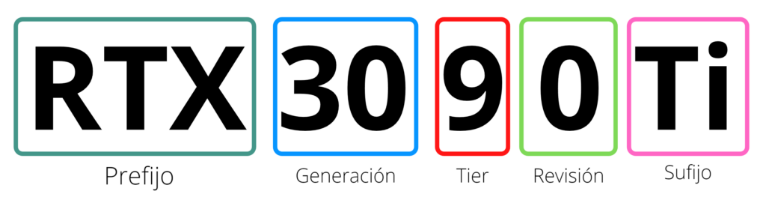 RTX 30 9 0 Ti
Prefijo Generación Tier Revisión Sufijo